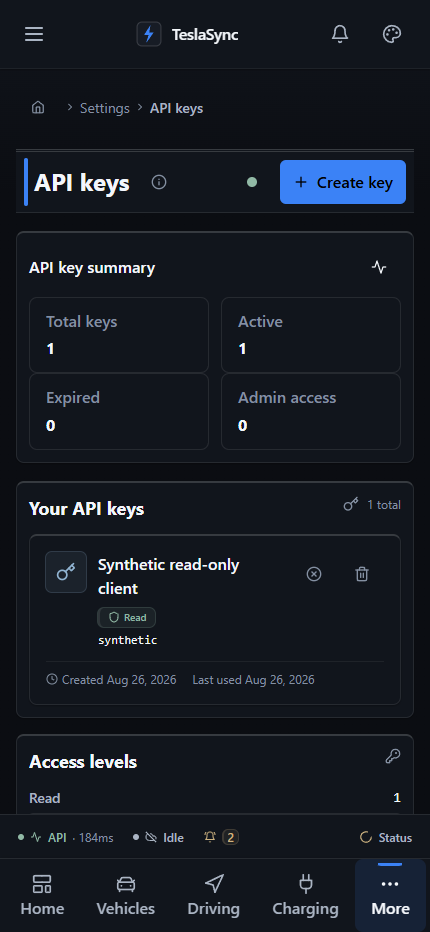 TeslaSync
Settings API keys
API keys
Create key
API key summary
Total keys
1
Active
1
Expired
0
Admin access
0
Your API keys
1 total
Synthetic read-only
client
Read
synthetic
Created Aug 26, 2026 Last used Aug 26, 2026
Access levels
Read 1
API · 184ms Idle 2 Status
Home Vehicles Driving Charging More